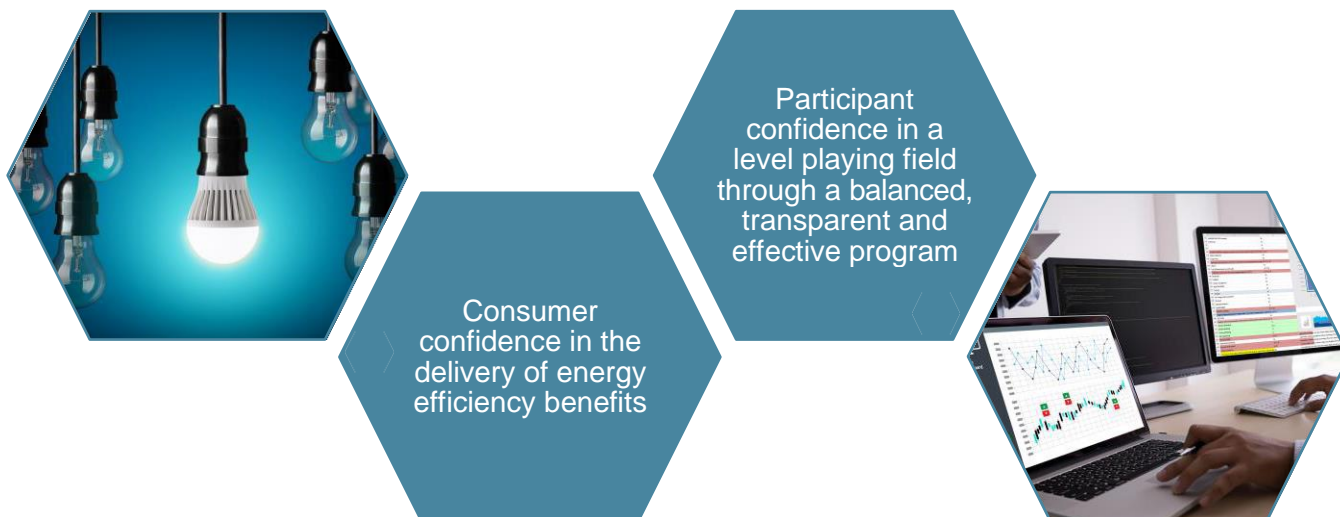 Participant
confidence in a
level playing field
through a balanced,
transparent and
effective program
Consumer
confidence in the
delivery of energy
efficiency benefits